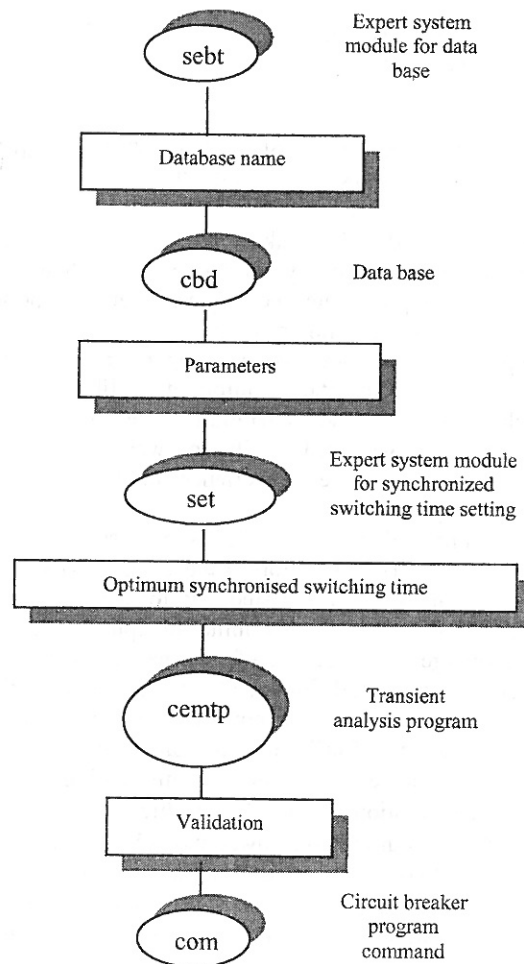 Expert system
module for data
base
sebt
Database name
cbd
Data base
Parameters
Expert system module
for synchronized
switching time setting
set
Optimum synchronised switching time
cemtp
Transient
analysis program
Validation
Circuit breaker
program
command
com